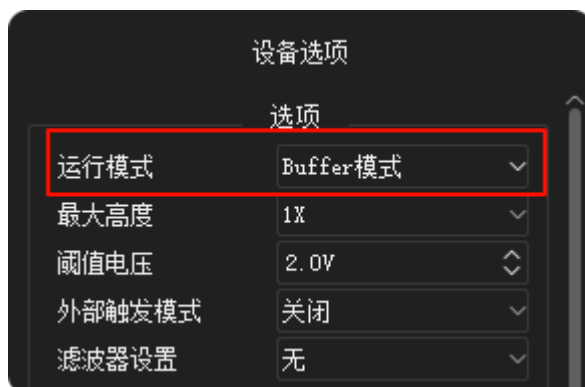 设备选项
选项
运行模式 Buffer模式
最大高度 1X
阈值电压 2.0V
外部触发模式 关闭
滤波器设置 无